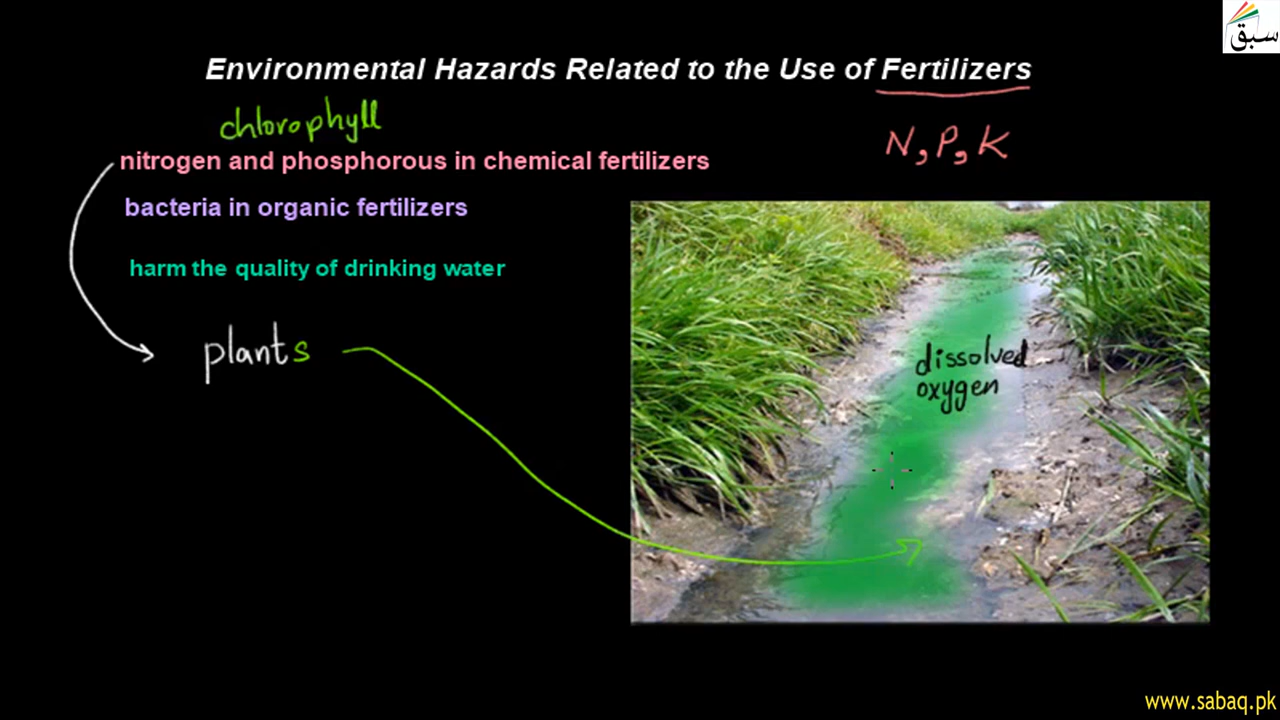 سبق
Environmental Hazards Related to the Use of Fertilizers
chlorophyll
N, P, K
nitrogen and phosphorous in chemical fertilizers
bacteria in organic fertilizers
harm the quality of drinking water
plants
dissolved
oxygen
www.sabaq.pk